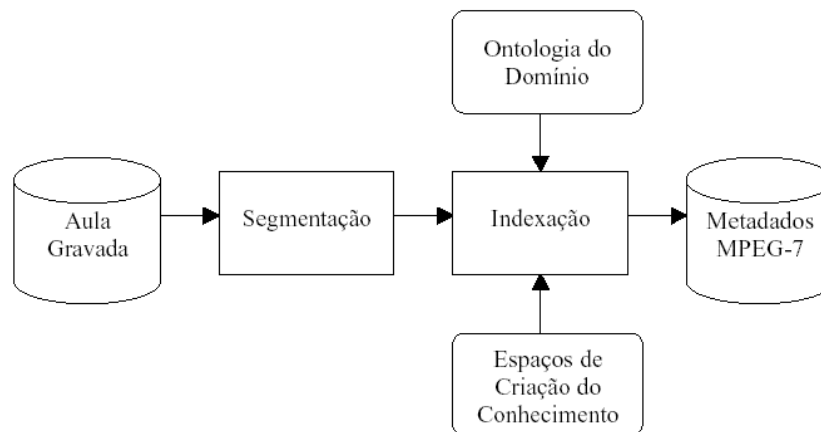 Ontologia do
Domínio
Aula
Gravada
Segmentação
Indexação
Metadados
MPEG-7
Espaços de
Criação do
Conhecimento